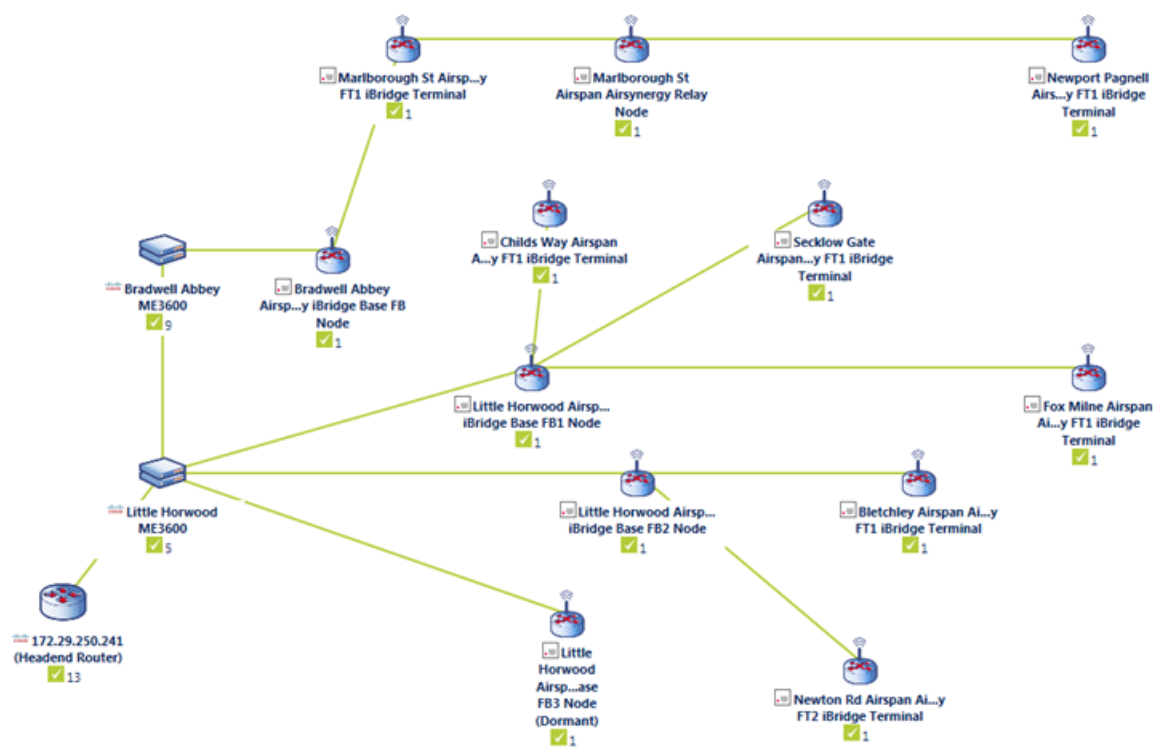 Marlborough St Airsp...y
FT1 iBridge Terminal
1
Marlborough St
Airspan Airsynergy Relay
Node
1
Newport Pagnell
Airs...y FT1 iBridge
Terminal
1
Childs Way Airspan
A...y FT1 iBridge Terminal
1
Secklow Gate
Airspan...y FT1 iBridge
Terminal
1
Bradwell Abbey
ME3600
9
Bradwell Abbey
Airsp...y iBridge Base FB
Node
1
Little Horwood Airsp...
iBridge Base FB1 Node
1
Fox Milne Airspan
Ai...y FT1 iBridge
Terminal
1
Little Horwood
ME3600
5
Little Horwood Airsp...
iBridge Base FB2 Node
1
Bletchley Airspan Ai...y
FT1 iBridge Terminal
1
172.29.250.241
(Headend Router)
13
Little
Horwood
Airsp...ase
FB3 Node
(Dormant)
1
Newton Rd Airspan Ai...y
FT2 iBridge Terminal
1